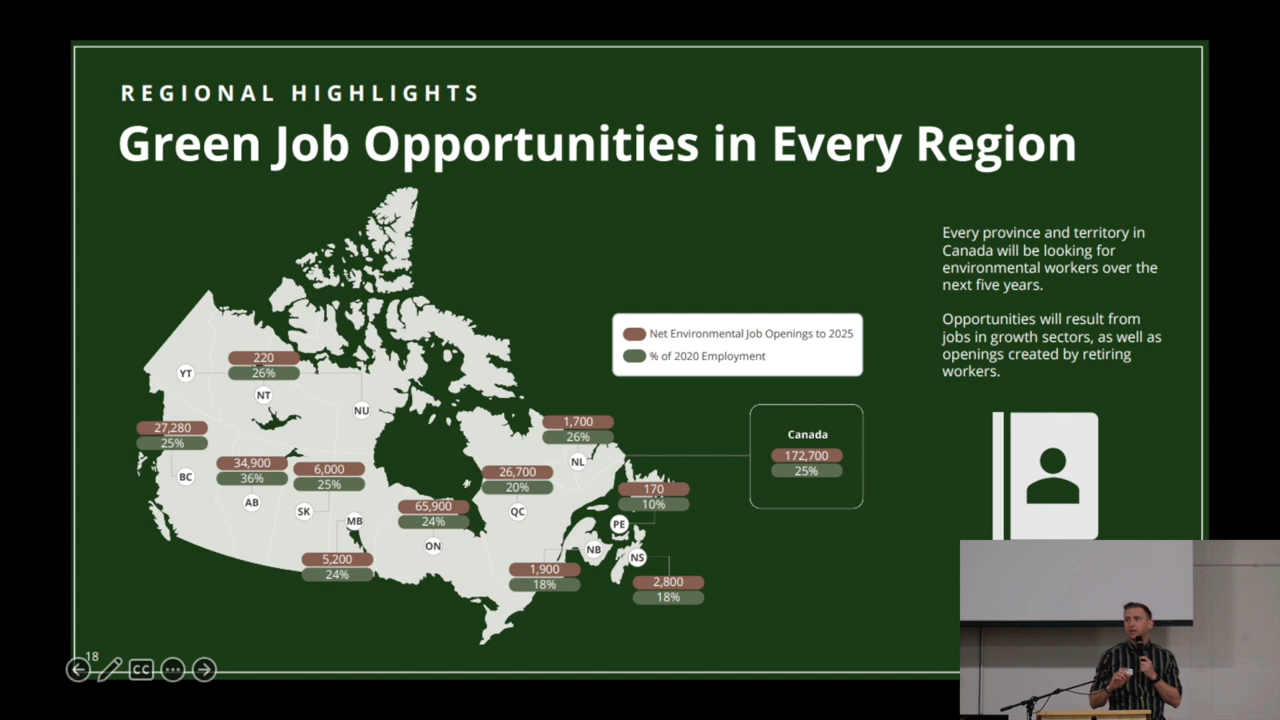 REGIONAL HIGHLIGHTS
Green Job Opportunities in Every Region
Every province and territory in
Canada will be looking for
environmental workers over the
next five years.
Opportunities will result from
jobs in growth sectors, as well as
openings created by retiring
workers.
Net Environmental Job Openings to 2025
% of 2020 Employment
220
26%
YT
NT
NU
27,280
25%
BC
34,900
36%
AB
6,000
25%
SK
MB
5,200
24%
65,900
24%
ON
26,700
20%
QC
1,700
26%
NL
170
10%
PE
NB
1,900
18%
NS
2,800
18%
Canada
172,700
25%
18
CC